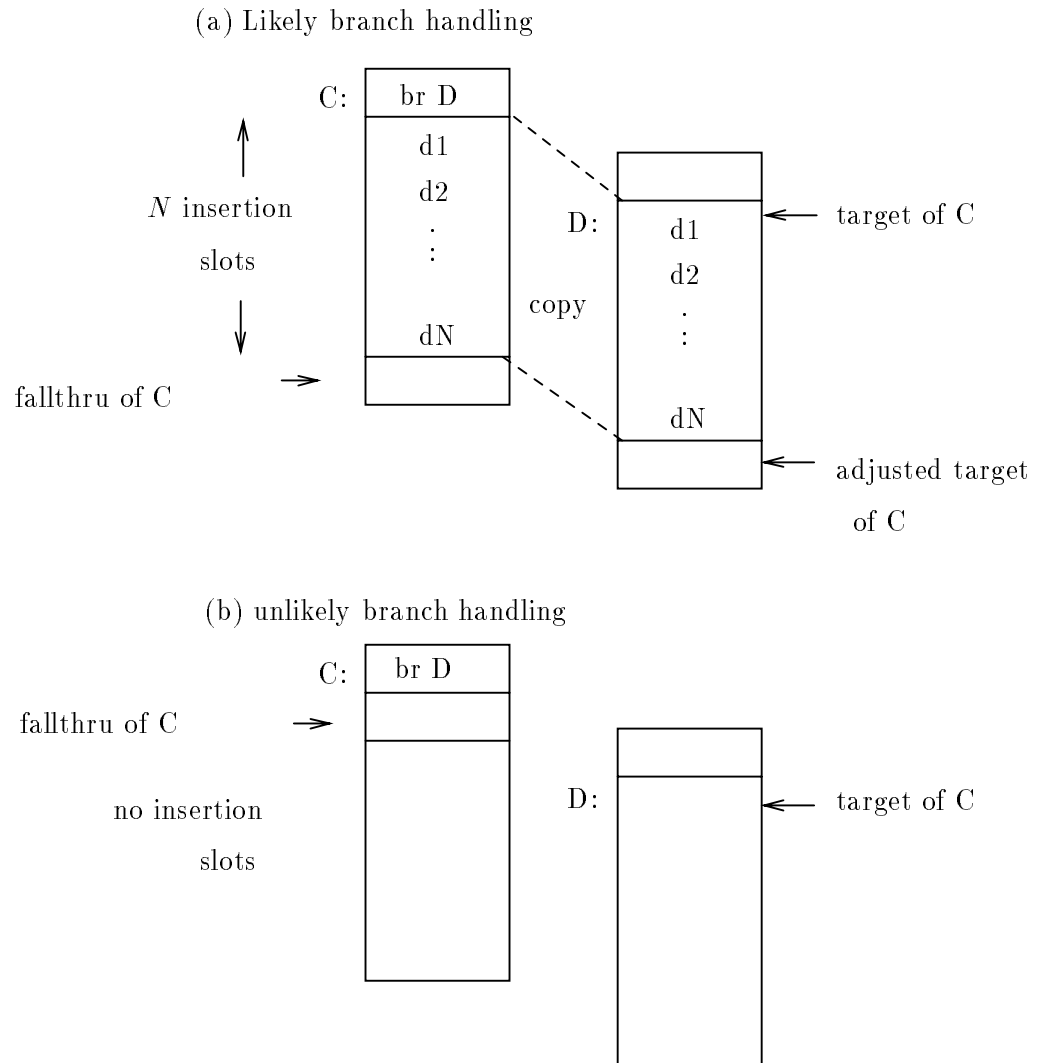 (a) Likely branch handling
C:
br D
d1
d2
.
:
dN
N insertion
slots
fallthru of C
copy
D:
d1
d2
.
:
dN
target of C
adjusted target
of C
(b) unlikely branch handling
C:
br D
fallthru of C
no insertion
slots
D:
target of C